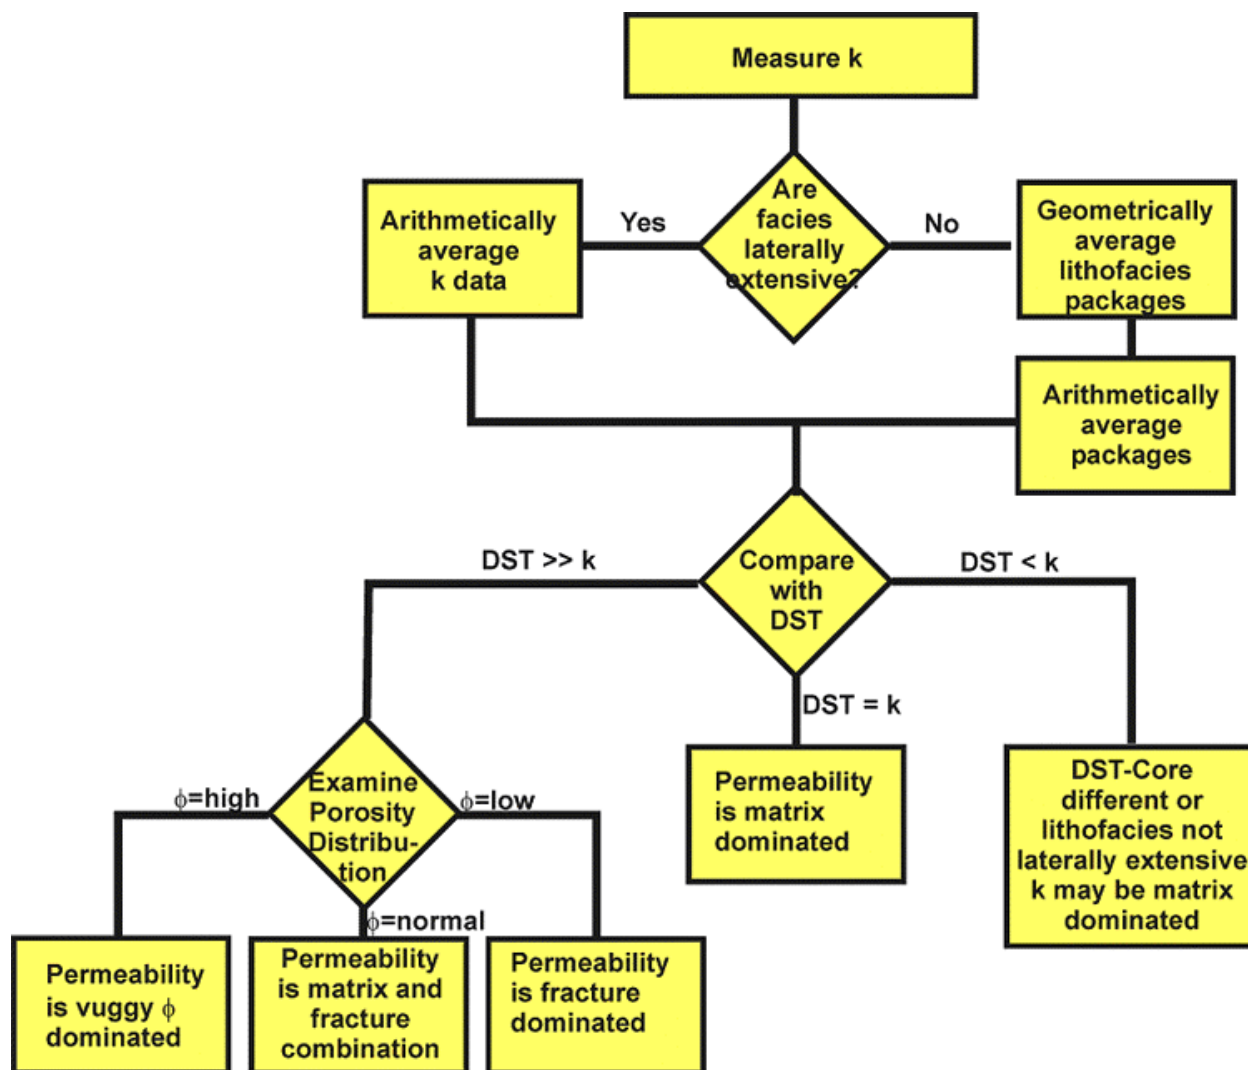 Measure k
Are
facies
laterally
extensive?
Yes
No
Arithmetically
average
k data
Geometrically
average
lithofacies
packages
Arithmetically
average
packages
Compare
with
DST
DST >> k
DST < k
DST = k
Examine
Porosity
Distribu-
tion
ϕ=high
ϕ=low
ϕ=normal
Permeability
is matrix
dominated
DST-Core
different or
lithofacies not
laterally extensive
k may be matrix
dominated
Permeability
is vuggy ϕ
dominated
Permeability
is matrix and
fracture
combination
Permeability
is fracture
dominated